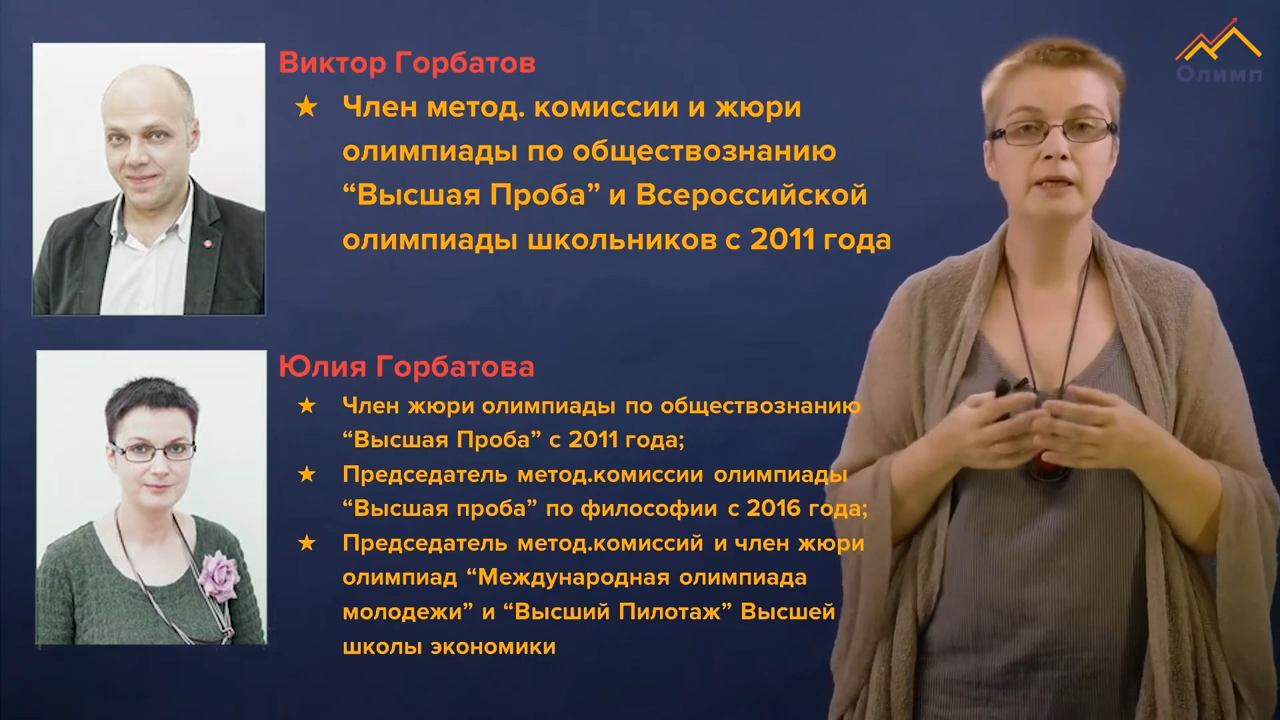 Виктор Горбатов
★ Член метод. комиссии и жюри
олимпиады по обществознанию
“Высшая Проба” и Всероссийской
олимпиады школьников с 2011 года
Олимп
Юлия Горбатова
★ Член жюри олимпиады по обществознанию
“Высшая Проба” с 2011 года;
★ Председатель метод.комиссии олимпиады
“Высшая проба” по философии с 2016 года;
★ Председатель метод.комиссий и член жюри
олимпиад “Международная олимпиада
молодежи” и “Высший Пилотаж” Высшей
школы экономики